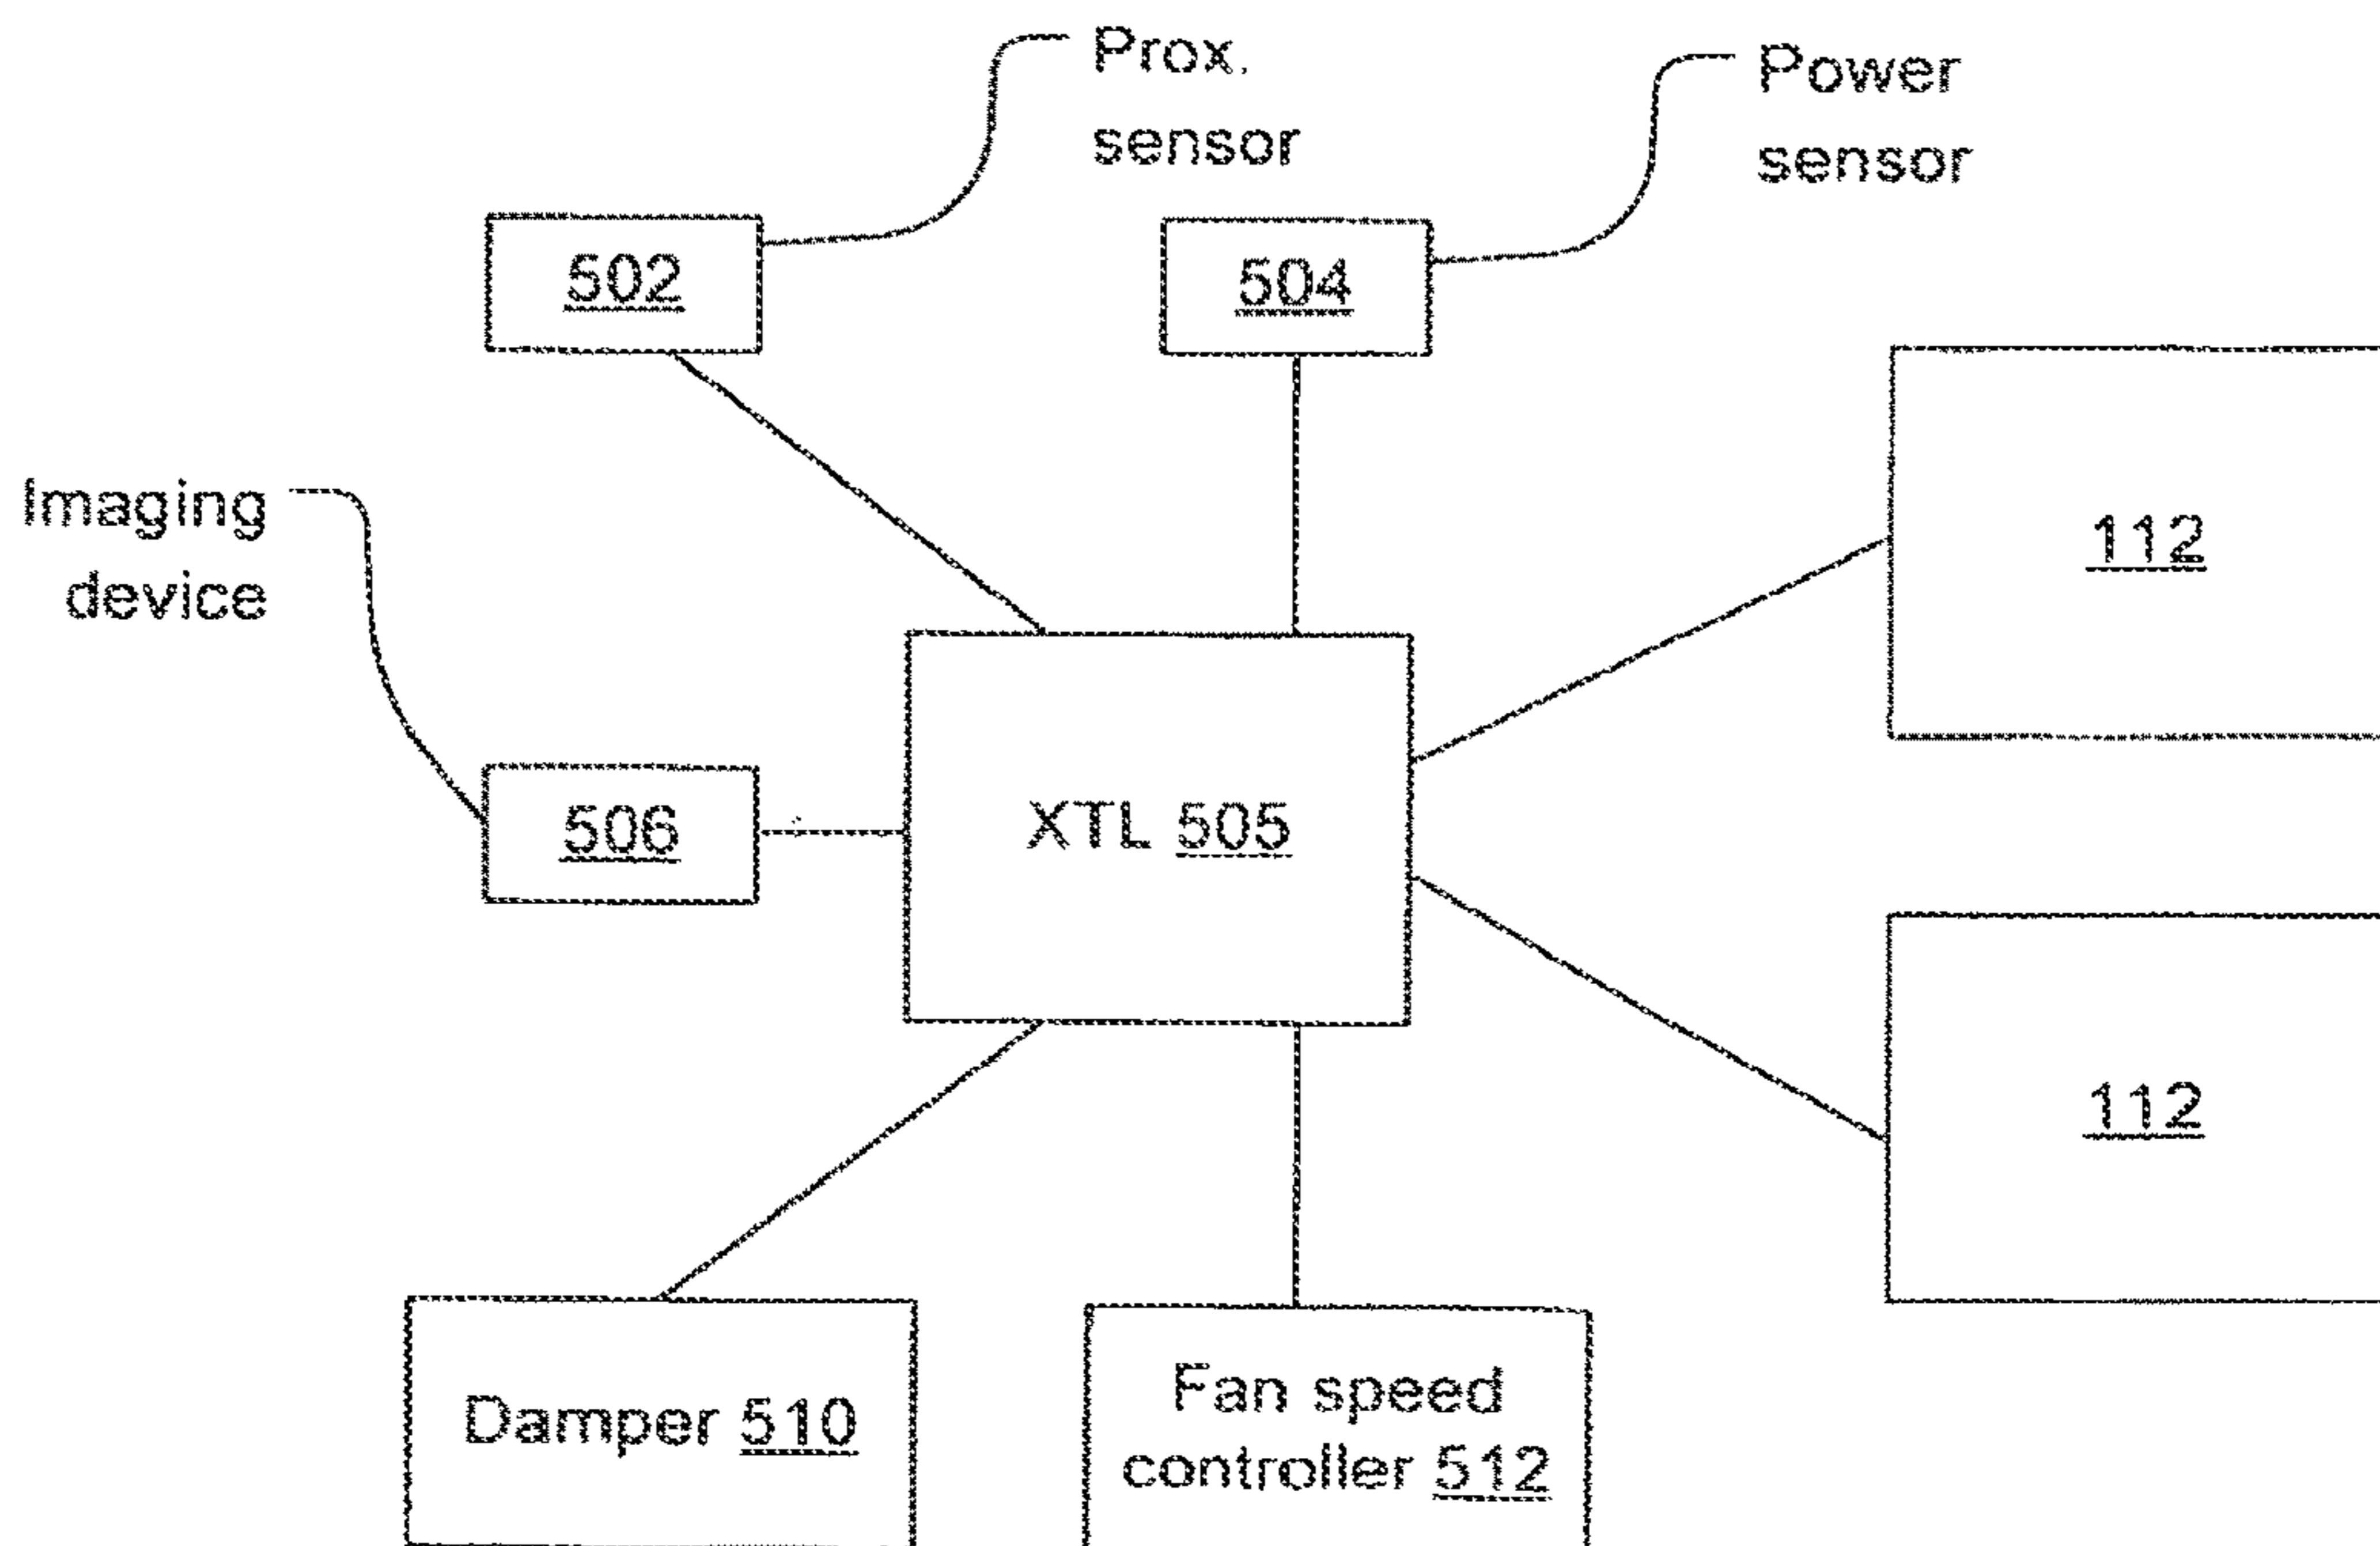 Prox.
sensor
Power
sensor
502
504
112
Imaging
device
506
XTL 505
112
Damper 510
Fan speed
controller 512